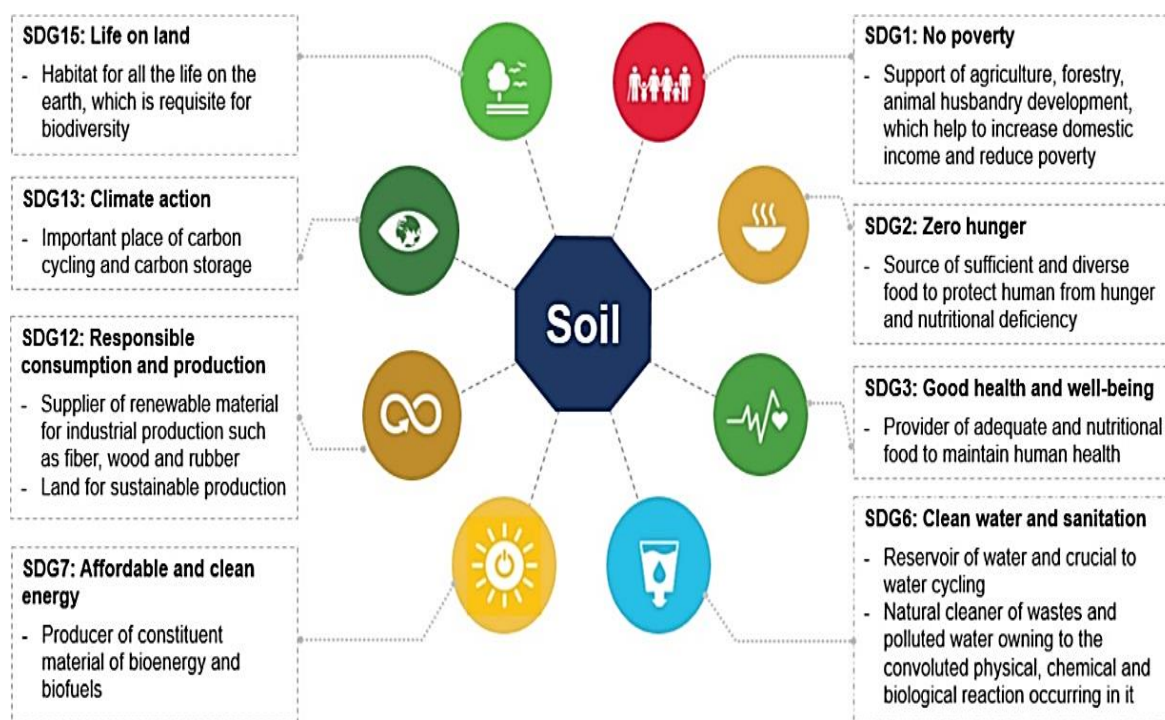 SDG15: Life on land
- Habitat for all the life on the
earth, which is requisite for
biodiversity
SDG13: Climate action
- Important place of carbon
cycling and carbon storage
SDG12: Responsible
consumption and production
- Supplier of renewable material
for industrial production such
as fiber, wood and rubber
- Land for sustainable production
SDG7: Affordable and clean
energy
- Producer of constituent
material of bioenergy and
biofuels
Soil
SDG1: No poverty
- Support of agriculture, forestry,
animal husbandry development,
which help to increase domestic
income and reduce poverty
SDG2: Zero hunger
- Source of sufficient and diverse
food to protect human from hunger
and nutritional deficiency
SDG3: Good health and well-being
- Provider of adequate and nutritional
food to maintain human health
SDG6: Clean water and sanitation
- Reservoir of water and crucial to
water cycling
- Natural cleaner of wastes and
polluted water owning to the
convoluted physical, chemical and
biological reaction occurring in it